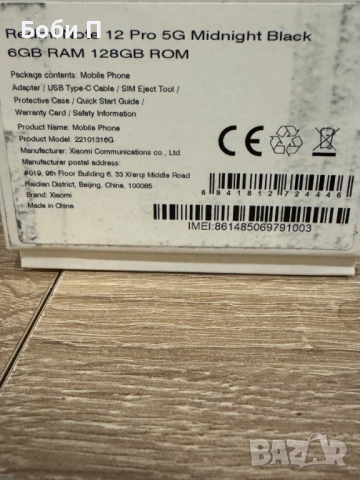 Боби П
Redmi Note 12 Pro 5G Midnight Black
6GB RAM 128GB ROM
Package contents: Mobile Phone
Adapter / USB Type-C Cable / SIM Eject Tool /
Protective Case / Quick Start Guide /
Warranty Card / Safety Information
Product Name: Mobile Phone
Product Model: 22101316G
Manufacturer: Xiaomi Communications co., Ltd
Manufacturer postal address:
#019, 9th Floor Building 6, 33 Xi'erqi Middle Road
Haidian District, Beijing, China, 100085
Brand: Xiaomi
Made in China
CE
6 941812 724446
IMEI:861485069791003
BAZAR